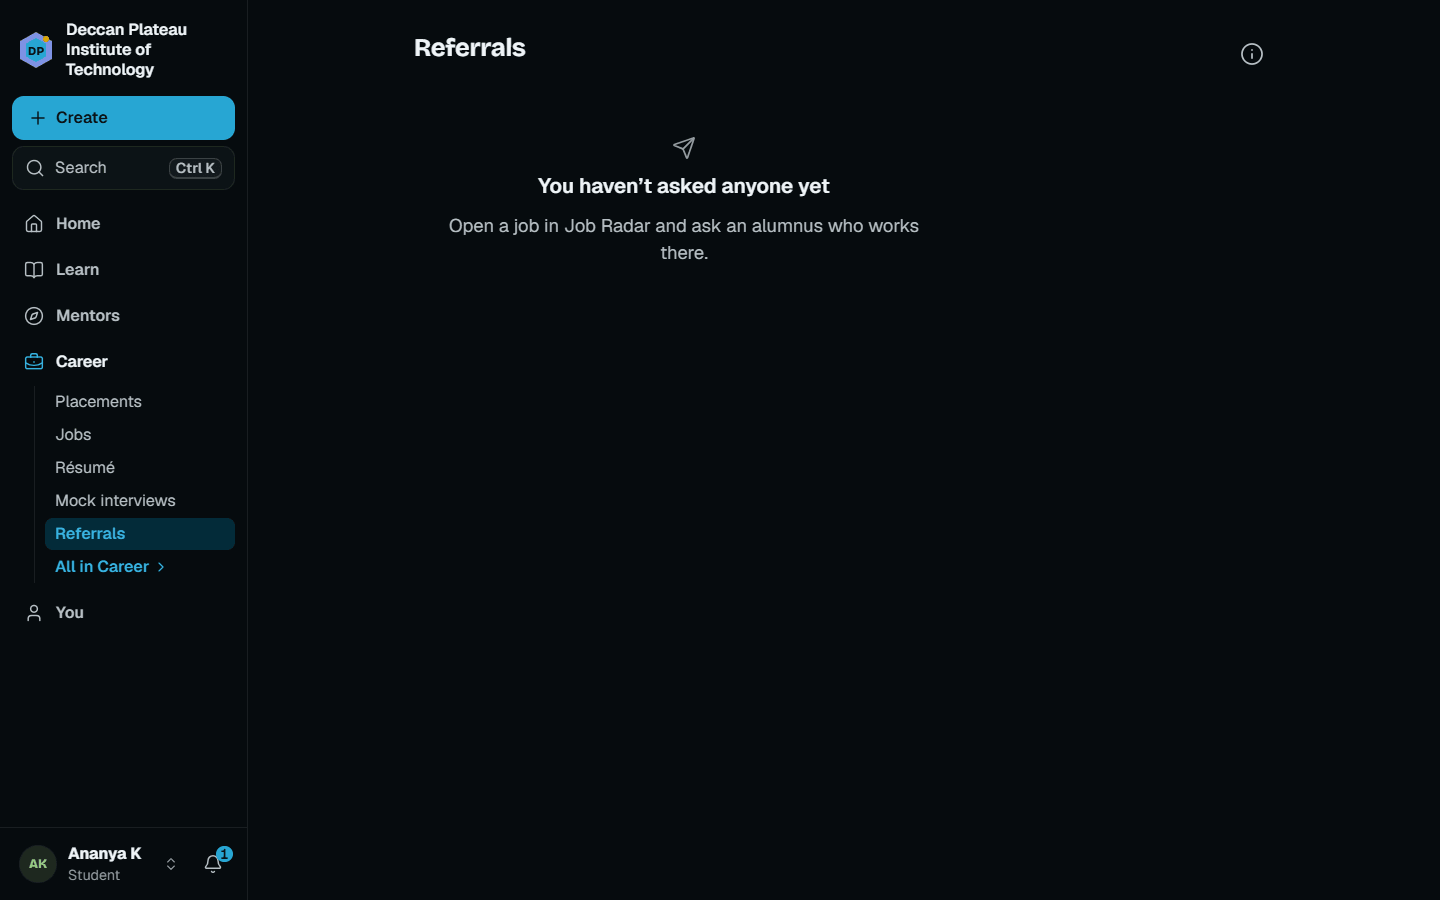 DP
Deccan Plateau
Institute of
Technology
Create
Search
Ctrl K
Home
Learn
Mentors
Career
Placements
Jobs
Résumé
Mock interviews
Referrals
All in Career
You
AK
Ananya K
Student
1
Referrals
You haven’t asked anyone yet
Open a job in Job Radar and ask an alumnus who works
there.